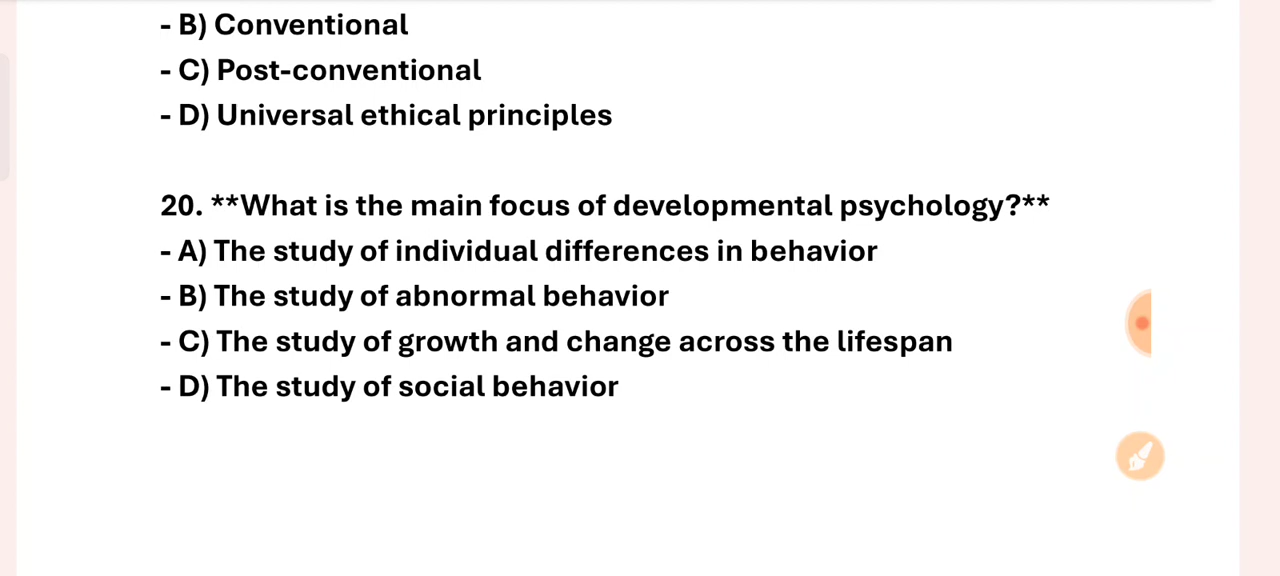 - B) Conventional
- C) Post-conventional
- D) Universal ethical principles
20. **What is the main focus of developmental psychology?**
- A) The study of individual differences in behavior
- B) The study of abnormal behavior
- C) The study of growth and change across the lifespan
- D) The study of social behavior